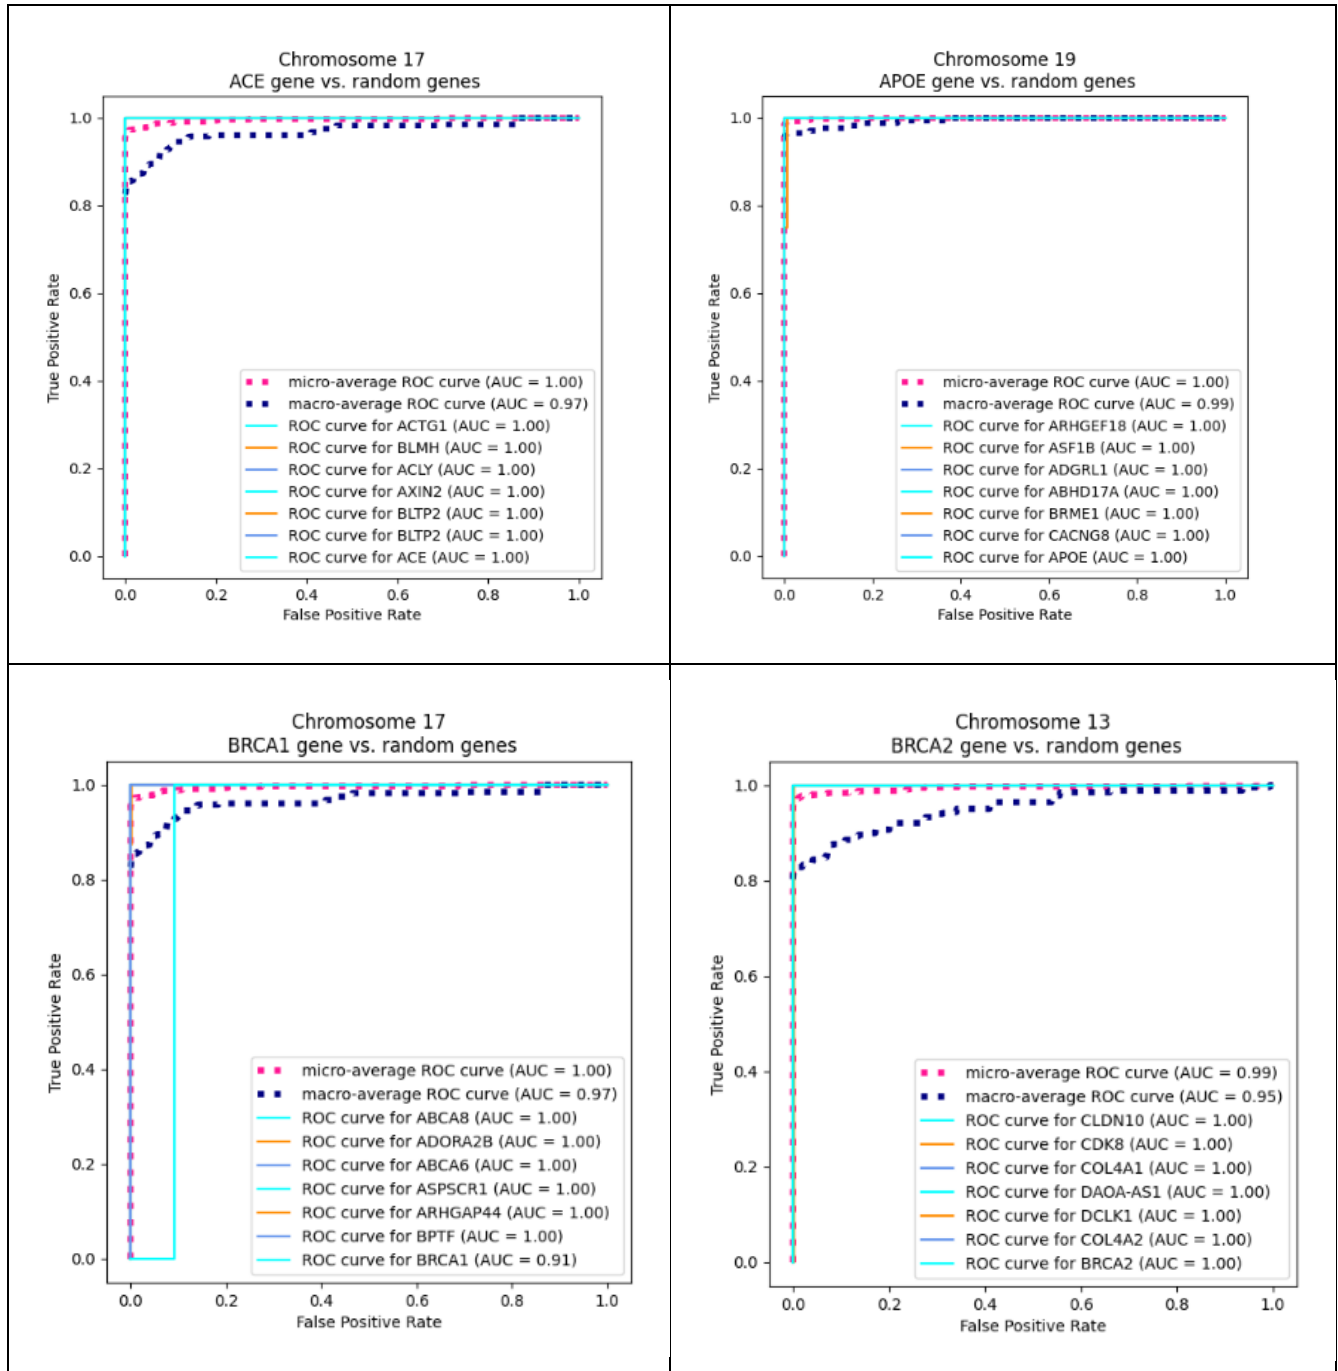 Chromosome 17
ACE gene vs. random genes
True Positive Rate
1.0
0.8
0.6
0.4
0.2
0.0
micro-average ROC curve (AUC = 1.00)
macro-average ROC curve (AUC = 0.97)
ROC curve for ACTG1 (AUC = 1.00)
ROC curve for BLMH (AUC = 1.00)
ROC curve for ACLY (AUC = 1.00)
ROC curve for AXIN2 (AUC = 1.00)
ROC curve for BLTP2 (AUC = 1.00)
ROC curve for BLTP2 (AUC = 1.00)
ROC curve for ACE (AUC = 1.00)
0.0 0.2 0.4 0.6 0.8 1.0
False Positive Rate
Chromosome 19
APOE gene vs. random genes
True Positive Rate
1.0
0.8
0.6
0.4
0.2
0.0
micro-average ROC curve (AUC = 1.00)
macro-average ROC curve (AUC = 0.99)
ROC curve for ARHGEF18 (AUC = 1.00)
ROC curve for ASF1B (AUC = 1.00)
ROC curve for ADGRL1 (AUC = 1.00)
ROC curve for ABHD17A (AUC = 1.00)
ROC curve for BRME1 (AUC = 1.00)
ROC curve for CACNG8 (AUC = 1.00)
ROC curve for APOE (AUC = 1.00)
0.0 0.2 0.4 0.6 0.8 1.0
False Positive Rate
Chromosome 17
BRCA1 gene vs. random genes
True Positive Rate
1.0
0.8
0.6
0.4
0.2
0.0
micro-average ROC curve (AUC = 1.00)
macro-average ROC curve (AUC = 0.97)
ROC curve for ABCA8 (AUC = 1.00)
ROC curve for ADORA2B (AUC = 1.00)
ROC curve for ABCA6 (AUC = 1.00)
ROC curve for ASPSCR1 (AUC = 1.00)
ROC curve for ARHGAP44 (AUC = 1.00)
ROC curve for BPTF (AUC = 1.00)
ROC curve for BRCA1 (AUC = 0.91)
0.0 0.2 0.4 0.6 0.8 1.0
False Positive Rate
Chromosome 13
BRCA2 gene vs. random genes
True Positive Rate
1.0
0.8
0.6
0.4
0.2
0.0
micro-average ROC curve (AUC = 0.99)
macro-average ROC curve (AUC = 0.95)
ROC curve for CLDN10 (AUC = 1.00)
ROC curve for CDK8 (AUC = 1.00)
ROC curve for COL4A1 (AUC = 1.00)
ROC curve for DAOA-AS1 (AUC = 1.00)
ROC curve for DCLK1 (AUC = 1.00)
ROC curve for COL4A2 (AUC = 1.00)
ROC curve for BRCA2 (AUC = 1.00)
0.0 0.2 0.4 0.6 0.8 1.0
False Positive Rate